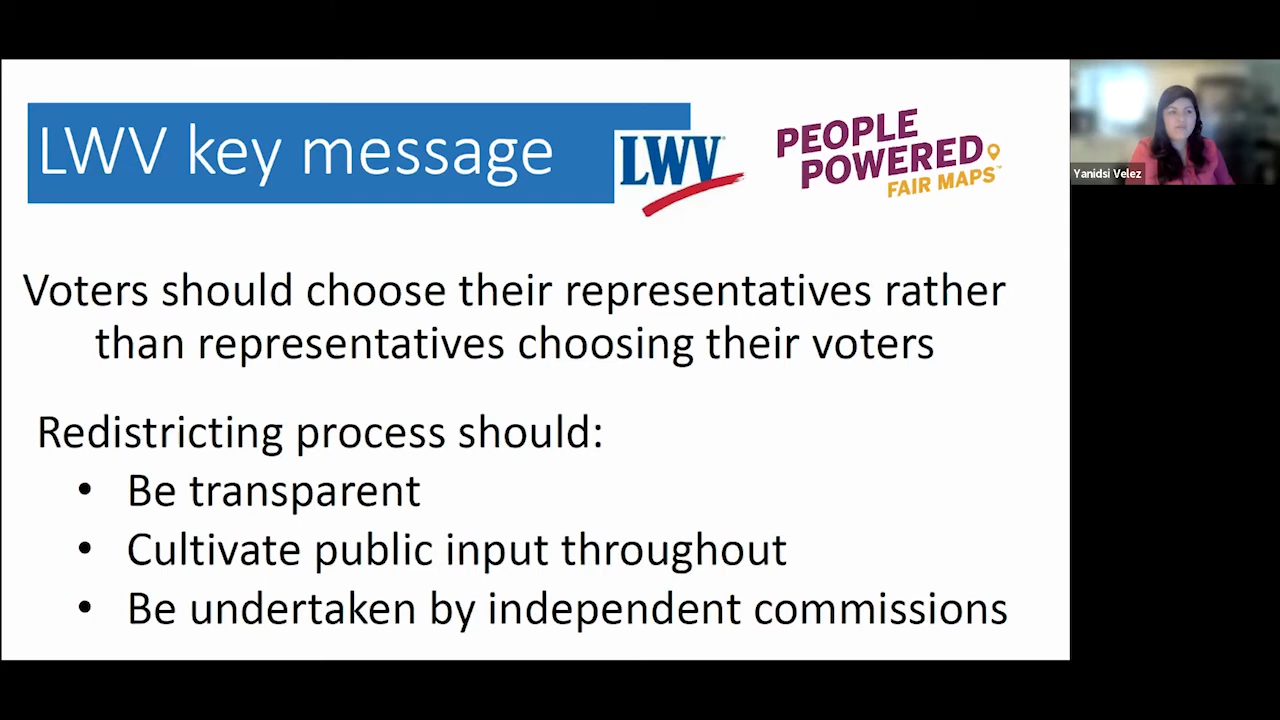 LWV key message
LWV
PEOPLE
POWERED
FAIR MAPS™
Yanidsi Velez
Voters should choose their representatives rather
than representatives choosing their voters
Redistricting process should:
• Be transparent
• Cultivate public input throughout
• Be undertaken by independent commissions